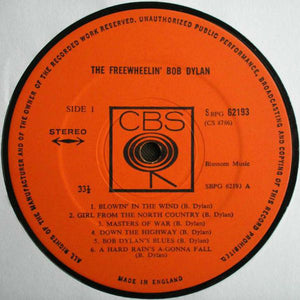 ALL RIGHTS OF THE MANUFACTURER AND OF THE OWNER OF THE RECORDED WORK RESERVED. UNAUTHORIZED PUBLIC PERFORMANCE, BROADCASTING AND COPYING OF THIS RECORD PROHIBITED
THE FREEWHEELIN' BOB DYLAN
SIDE 1
S BPG 62193
(CS 8786)
CBS
STEREO
Blossom Music
33⅓
SBPG 62193 A
1. BLOWIN' IN THE WIND (B. Dylan)
2. GIRL FROM THE NORTH COUNTRY (B. Dylan)
3. MASTERS OF WAR (B. Dylan)
4. DOWN THE HIGHWAY (B. Dylan)
5. BOB DYLAN'S BLUES (B. Dylan)
6. A HARD RAIN'S A-GONNA FALL
(B. Dylan)
MADE IN ENGLAND